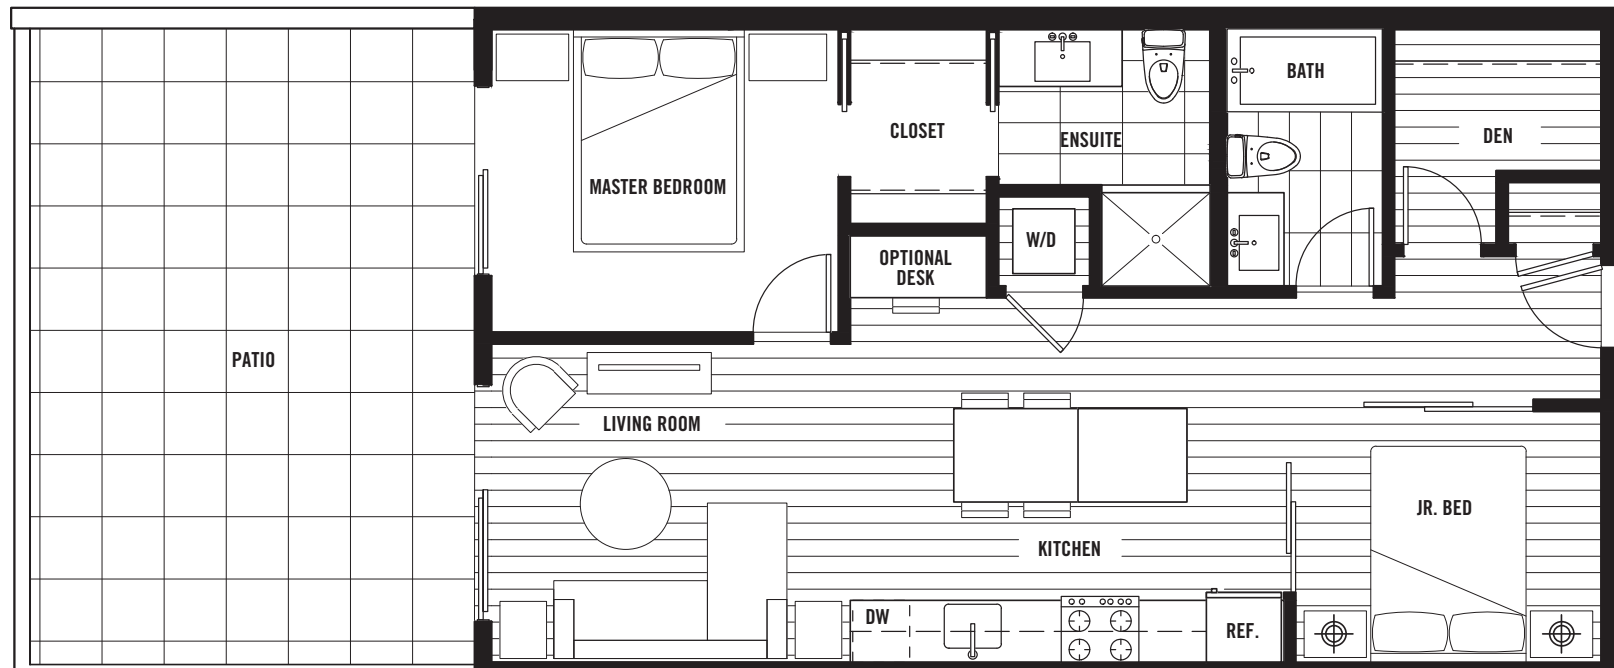 BATH
CLOSET
ENSUITE
DEN
MASTER BEDROOM
W/D
OPTIONAL
DESK
PATIO
LIVING ROOM
JR. BED
KITCHEN
DW
REF.